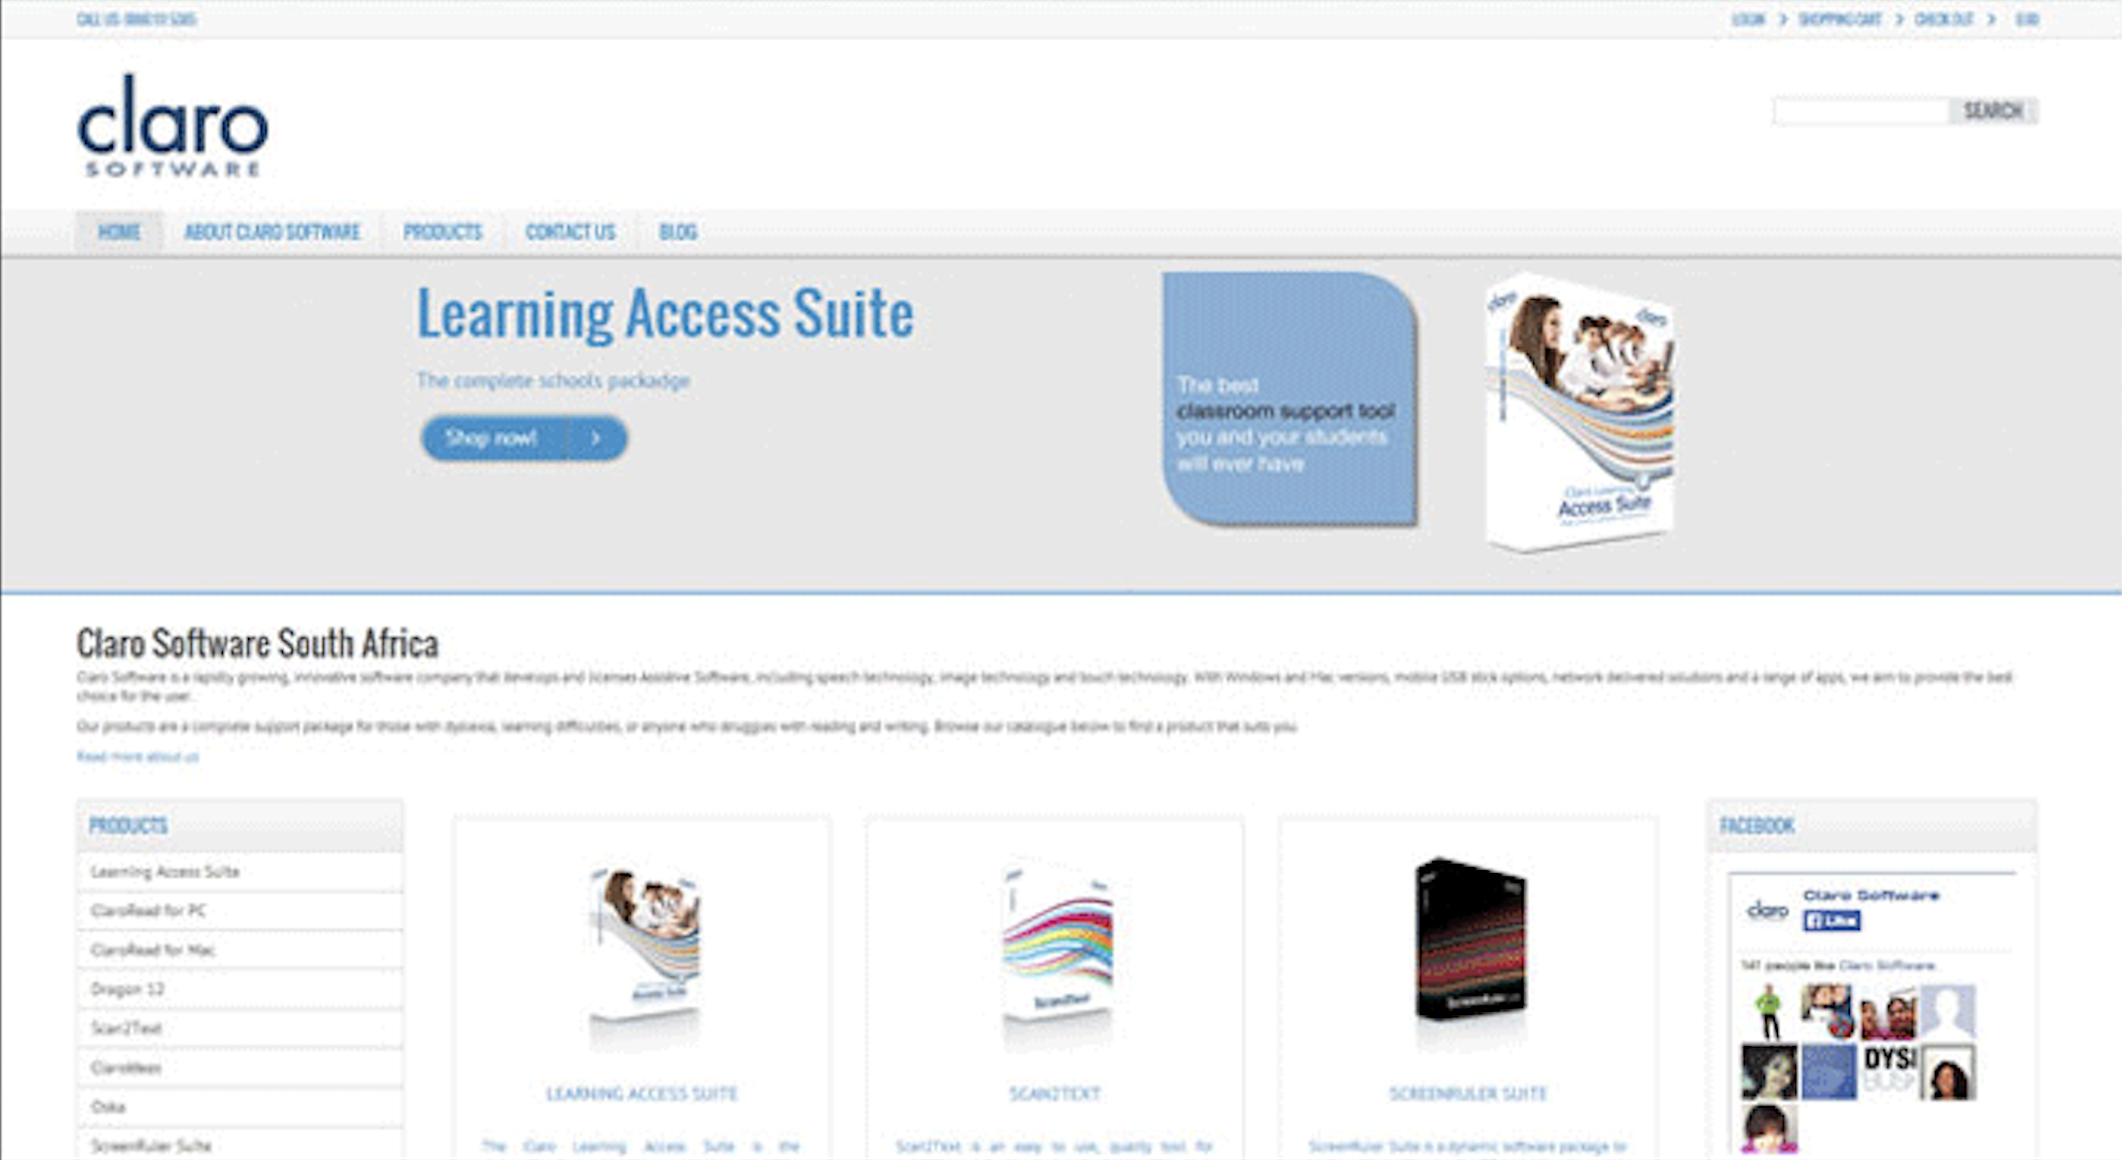 LOGIN > SHOPPING CART > CHECK OUT >
claro
SOFTWARE
SEARCH
HOME
ABOUT CLARO SOFTWARE
PRODUCTS
CONTACT US
BLOG
Learning Access Suite
The complete schools packadge
Shop now!
The best
classroom support tool
you and your students
will ever have
claro
claro
Access Suite
Claro Software South Africa
Claro Software is a rapidly growing, innovative software company that develops and licenses Assistive Software, including speech technology, image technology and touch technology. With Windows and Mac versions, mobile USB stick options, network delivered solutions and a range of apps, we aim to provide the best
choice for the user.
Our products are a complete support package for those with dyslexia, learning difficulties, or anyone who struggles with reading and writing. Browse our catalogue below to find a product that suits you.
Read more about us
PRODUCTS
Learning Access Suite
ClaroRead for PC
ClaroRead for Mac
Dragon 12
Scan2Text
ClaroIdeas
Oska
ScreenRuler Suite
Access Suite
LEARNING ACCESS SUITE
The Claro Learning Access Suite is the
Scan2Text
SCAN2TEXT
Scan2Text is an easy to use, quality tool for
ScreenRuler
SCREENRULER SUITE
ScreenRuler Suite is a dynamic software package to
FACEBOOK
claro
Claro Software
Like
141 people like Claro Software.
DYSI